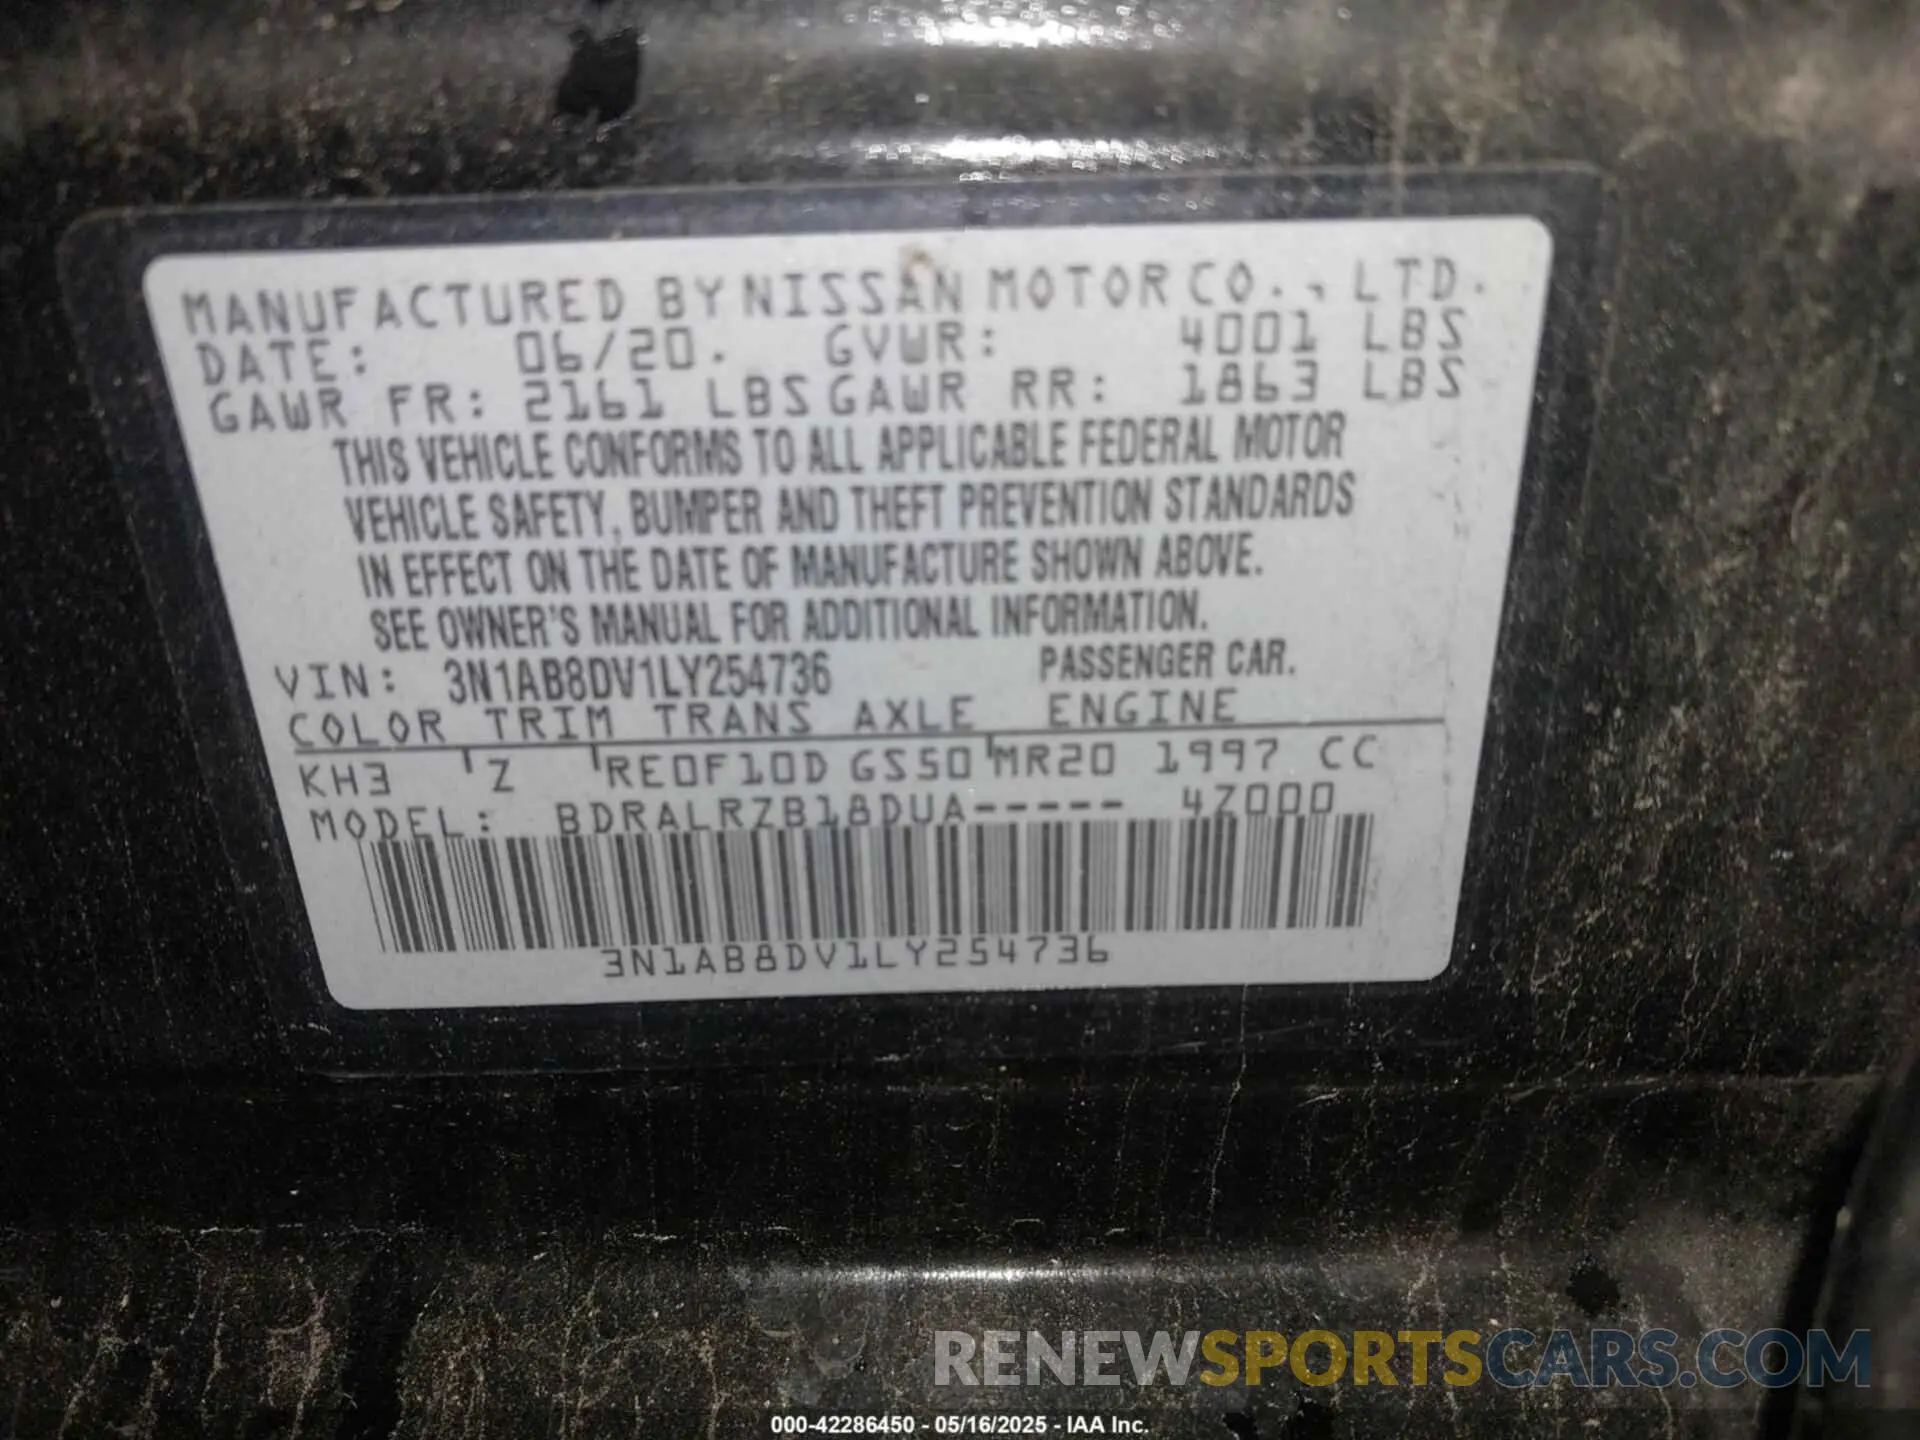 MANUFACTURED BY NISSAN MOTOR CO., LTD.
DATE: 06/20. GVWR: 4001 LBS
GAWR FR: 2161 LBS GAWR RR: 1863 LBS
THIS VEHICLE CONFORMS TO ALL APPLICABLE FEDERAL MOTOR
VEHICLE SAFETY, BUMPER AND THEFT PREVENTION STANDARDS
IN EFFECT ON THE DATE OF MANUFACTURE SHOWN ABOVE.
SEE OWNER'S MANUAL FOR ADDITIONAL INFORMATION.
VIN: 3N1AB8DV1LY254736 PASSENGER CAR.
COLOR TRIM TRANS AXLE ENGINE
KH3 Z RE0F10D GS50 MR20 1997 CC
MODEL: BDRALRZB18DUA----- 4Z000
3N1AB8DV1LY254736
RENEWSPORTSCARS.COM
000-42286450 - 05/16/2025 - IAA Inc.